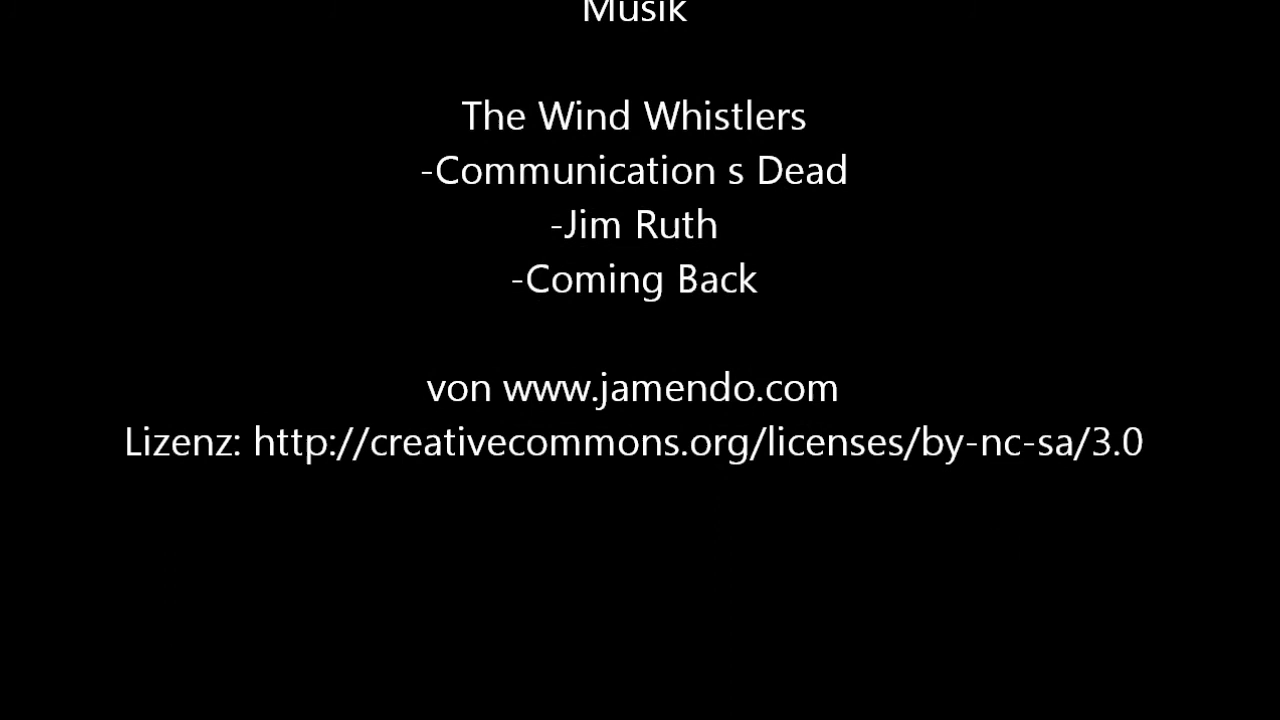 Musik
The Wind Whistlers
-Communication s Dead
-Jim Ruth
-Coming Back
von www.jamendo.com
Lizenz: http://creativecommons.org/licenses/by-nc-sa/3.0